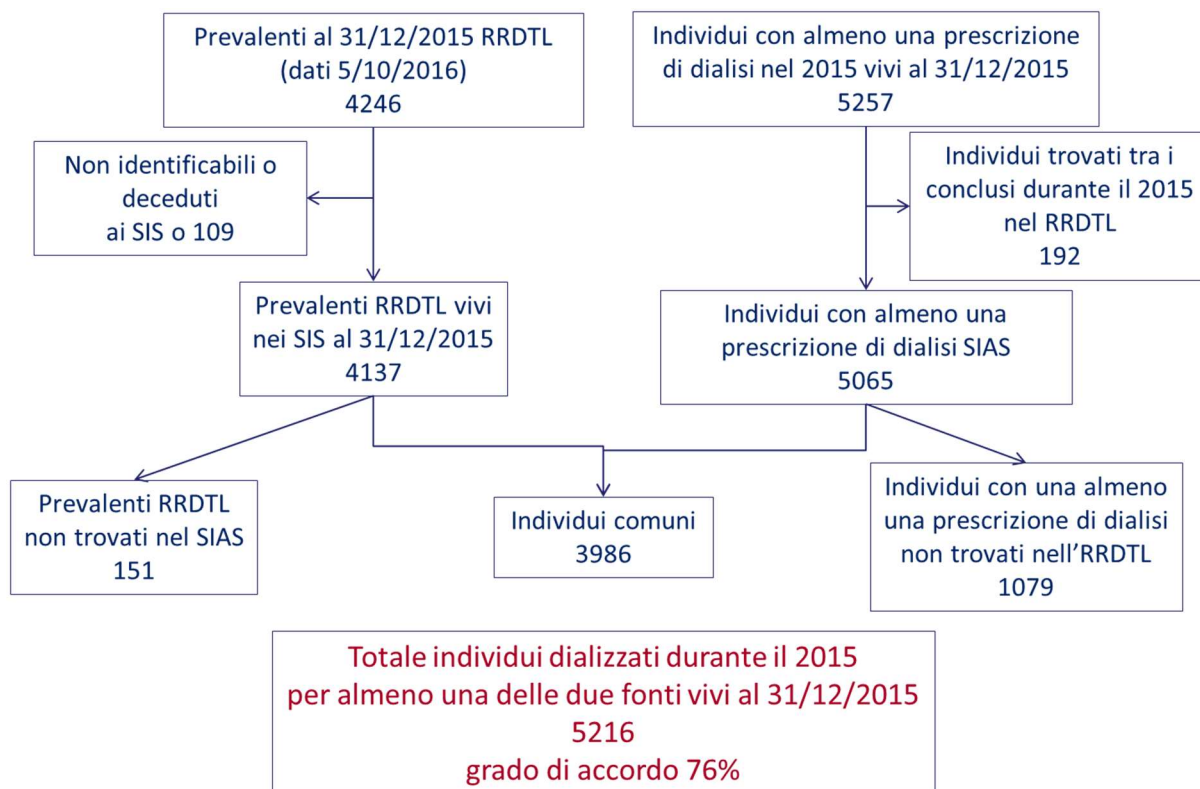 Prevalenti al 31/12/2015 RRDTL
(dati 5/10/2016)
4246
Individui con almeno una prescrizione
di dialisi nel 2015 vivi al 31/12/2015
5257
Non identificabili o
deceduti
ai SIS o 109
Individui trovati tra i
conclusi durante il 2015
nel RRDTL
192
Prevalenti RRDTL vivi
nei SIS al 31/12/2015
4137
Individui con almeno una
prescrizione di dialisi SIAS
5065
Prevalenti RRDTL
non trovati nel SIAS
151
Individui comuni
3986
Individui con una almeno
una prescrizione di dialisi
non trovati nell'RRDTL
1079
Totale individui dializzati durante il 2015
per almeno una delle due fonti vivi al 31/12/2015
5216
grado di accordo 76%